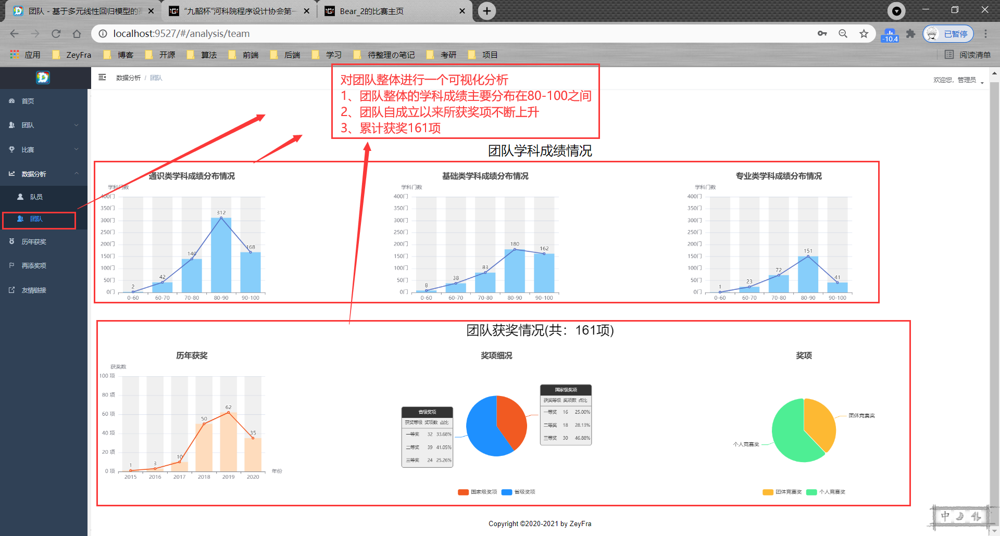 团队 - 基于多元线性回归模型的
“九韶杯”河科院程序设计协会第一
Bear_2的比赛主页
localhost:9527/#/analysis/team
-10.4
已暂停
应用
ZeyFra
博客
开源
算法
前端
后端
学习
待整理の笔记
考研
项目
阅读清单
数据分析 / 团队
欢迎您，管理员
首页
团队
比赛
数据分析
队员
团队
历年获奖
再添奖项
友情链接
对团队整体进行一个可视化分析
1、团队整体的学科成绩主要分布在80-100之间
2、团队自成立以来所获奖项不断上升
3、累计获奖161项
团队学科成绩情况
通识类学科成绩分布情况
学科门数
400门
350门
300门
250门
200门
150门
100门
50门
0门
2
42
140
312
168
0-60
60-70
70-80
80-90
90-100
基础类学科成绩分布情况
学科门数
400门
350门
300门
250门
200门
150门
100门
50门
0门
8
38
83
180
162
0-60
60-70
70-80
80-90
90-100
专业类学科成绩分布情况
学科门数
400门
350门
300门
250门
200门
150门
100门
50门
0门
1
23
72
151
41
0-60
60-70
70-80
80-90
90-100
团队获奖情况(共：161项)
历年获奖
获奖数
100 项
80 项
60 项
40 项
20 项
0 项
1
3
10
50
62
35
2015
2016
2017
2018
2019
2020
年份
奖项细况
省级奖项
获奖等级 奖项数 占比
一等奖 32 33.68%
二等奖 39 41.05%
三等奖 24 25.26%
国家级奖项
获奖等级 奖项数 占比
一等奖 16 25.00%
二等奖 18 28.13%
三等奖 30 46.88%
国家级奖项
省级奖项
奖项
团体竞赛奖
个人竞赛奖
团体竞赛奖
个人竞赛奖
Copyright ©2020-2021 by ZeyFra
中